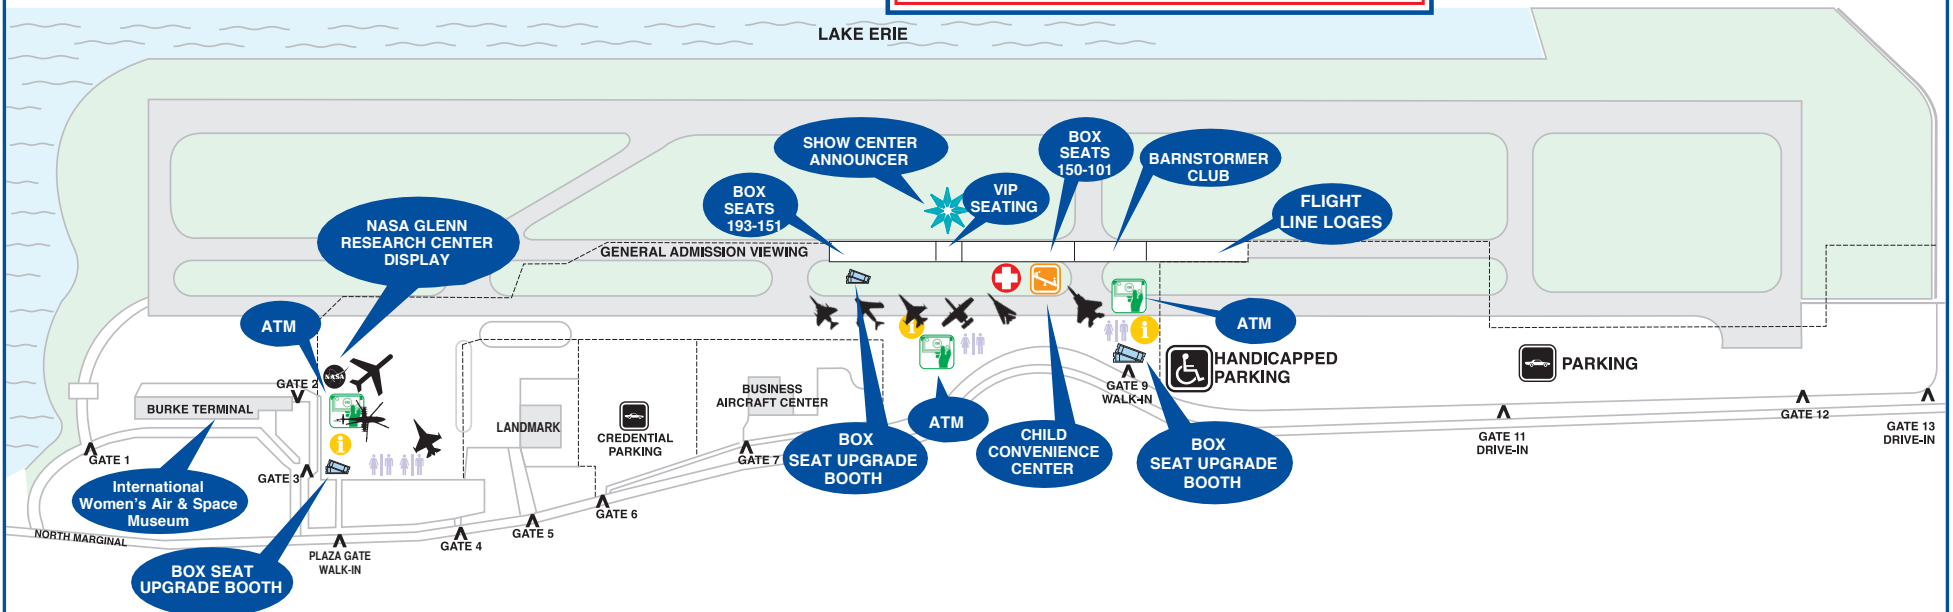 LAKE ERIE
SHOW CENTER
ANNOUNCER
BOX
SEATS
150-101
BARNSTORMER
CLUB
BOX
SEATS
193-151
VIP
SEATING
FLIGHT
LINE LOGES
NASA GLENN
RESEARCH CENTER
DISPLAY
GENERAL ADMISSION VIEWING
ATM
ATM
NASA
GATE 2
BURKE TERMINAL
HANDICAPPED
PARKING
PARKING
BUSINESS
AIRCRAFT CENTER
GATE 9
WALK-IN
LANDMARK
CREDENTIAL
PARKING
ATM
GATE 12
GATE 11
DRIVE-IN
GATE 13
DRIVE-IN
GATE 1
GATE 3
GATE 7
BOX
SEAT UPGRADE
BOOTH
CHILD
CONVENIENCE
CENTER
BOX
SEAT UPGRADE
BOOTH
International
Women's Air & Space
Museum
GATE 6
GATE 5
GATE 4
NORTH MARGINAL
PLAZA GATE
WALK-IN
BOX SEAT
UPGRADE BOOTH